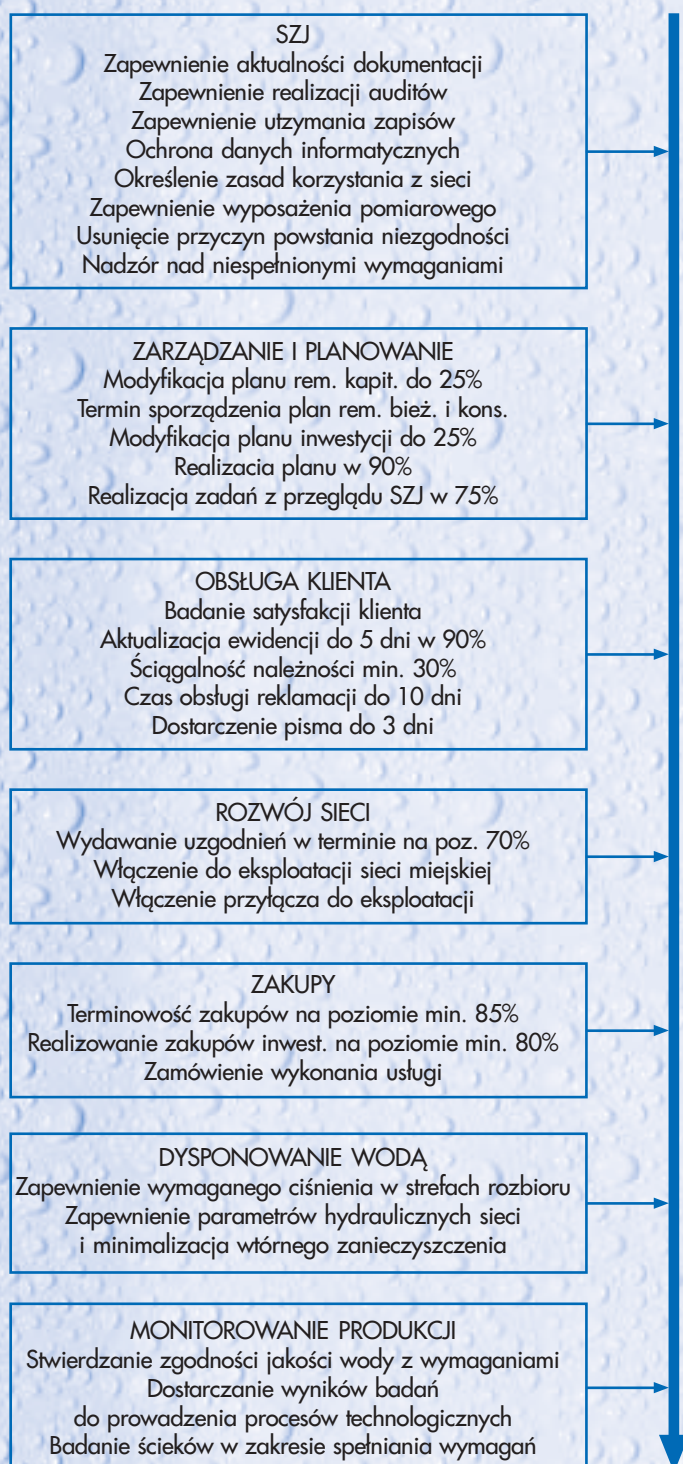 SZJ
Zapewnienie aktualności dokumentacji
Zapewnienie realizacji auditów
Zapewnienie utzymania zapisów
Ochrona danych informatycznych
Określenie zasad korzystania z sieci
Zapewnienie wyposażenia pomiarowego
Usunięcie przyczyn powstania niezgodności
Nadzór nad niespełnionymi wymaganiami
ZARZĄDZANIE I PLANOWANIE
Modyfikacja planu rem. kapit. do 25%
Termin sporządzenia plan rem. bież. i kons.
Modyfikacja planu inwestycji do 25%
Realizacia planu w 90%
Realizacja zadań z przeglądu SZJ w 75%
OBSŁUGA KLIENTA
Badanie satysfakcji klienta
Aktualizacja ewidencji do 5 dni w 90%
Ściągalność należności min. 30%
Czas obsługi reklamacji do 10 dni
Dostarczenie pisma do 3 dni
ROZWÓJ SIECI
Wydawanie uzgodnień w terminie na poz. 70%
Włączenie do eksploatacji sieci miejskiej
Włączenie przyłącza do eksploatacji
ZAKUPY
Terminowość zakupów na poziomie min. 85%
Realizowanie zakupów inwest. na poziomie min. 80%
Zamówienie wykonania usługi
DYSPONOWANIE WODĄ
Zapewnienie wymaganego ciśnienia w strefach rozbioru
Zapewnienie parametrów hydraulicznych sieci
i minimalizacja wtórnego zanieczyszczenia
MONITOROWANIE PRODUKCJI
Stwierdzanie zgodności jakości wody z wymaganiami
Dostarczanie wyników badań
do prowadzenia procesów technologicznych
Badanie ścieków w zakresie spełniania wymagań